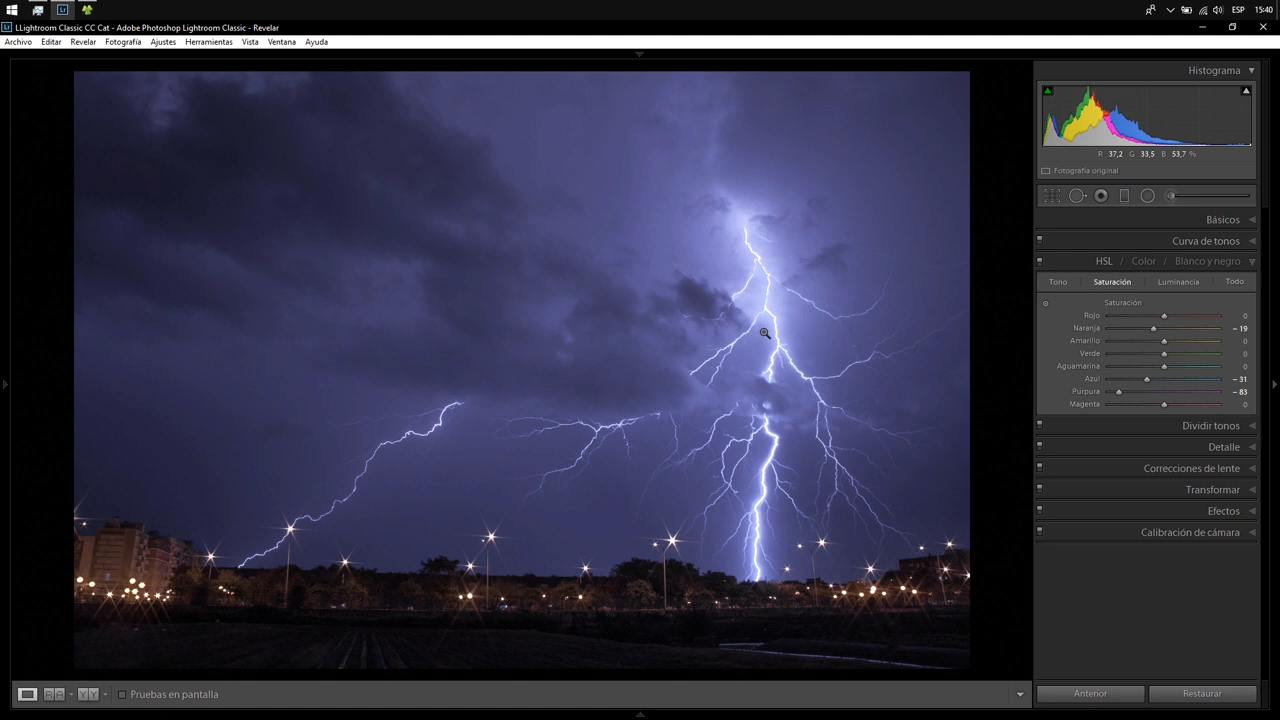 ESP 15:40
LLightroom Classic CC Cat - Adobe Photoshop Lightroom Classic - Revelar
Archivo Editar Revelar Fotografía Ajustes Herramientas Vista Ventana Ayuda
Histograma
R 37,2 G 33,5 B 53,7 %
Fotografía original
Básicos
Curva de tonos
HSL / Color / Blanco y negro
Tono Saturación Luminancia Todo
Saturación
Rojo 0
Naranja - 19
Amarillo 0
Verde 0
Aguamarina 0
Azul - 31
Púrpura - 83
Magenta 0
Dividir tonos
Detalle
Correcciones de lente
Transformar
Efectos
Calibración de cámara
R A Y Y Pruebas en pantalla
Anterior Restaurar